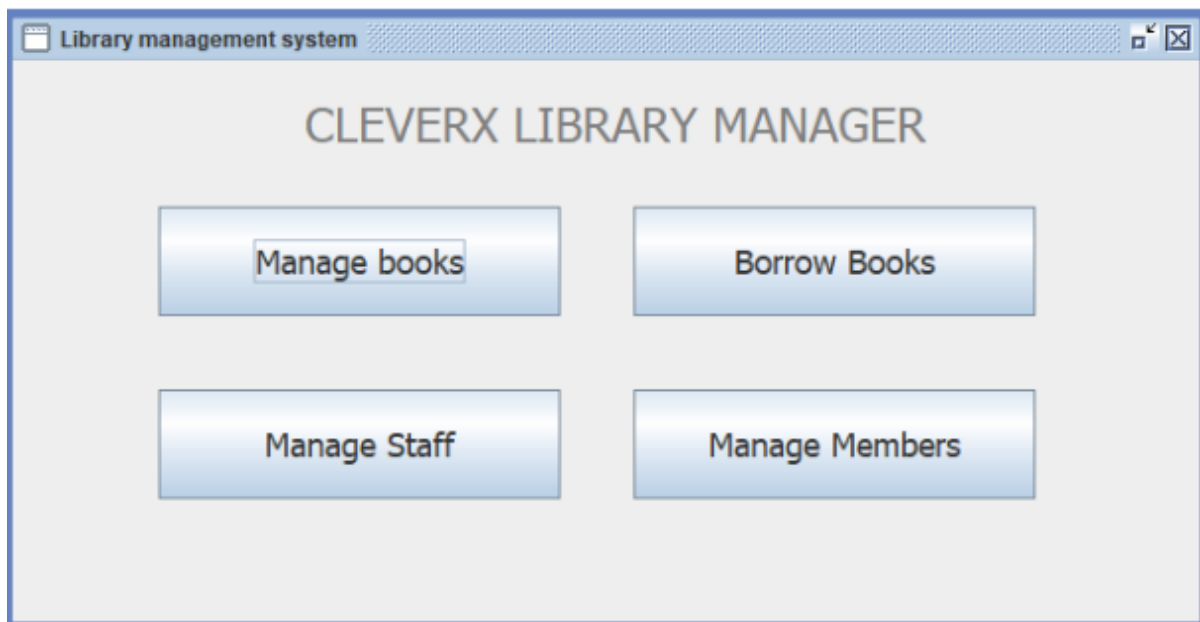 Library management system
CLEVERX LIBRARY MANAGER
Manage books
Borrow Books
Manage Staff
Manage Members